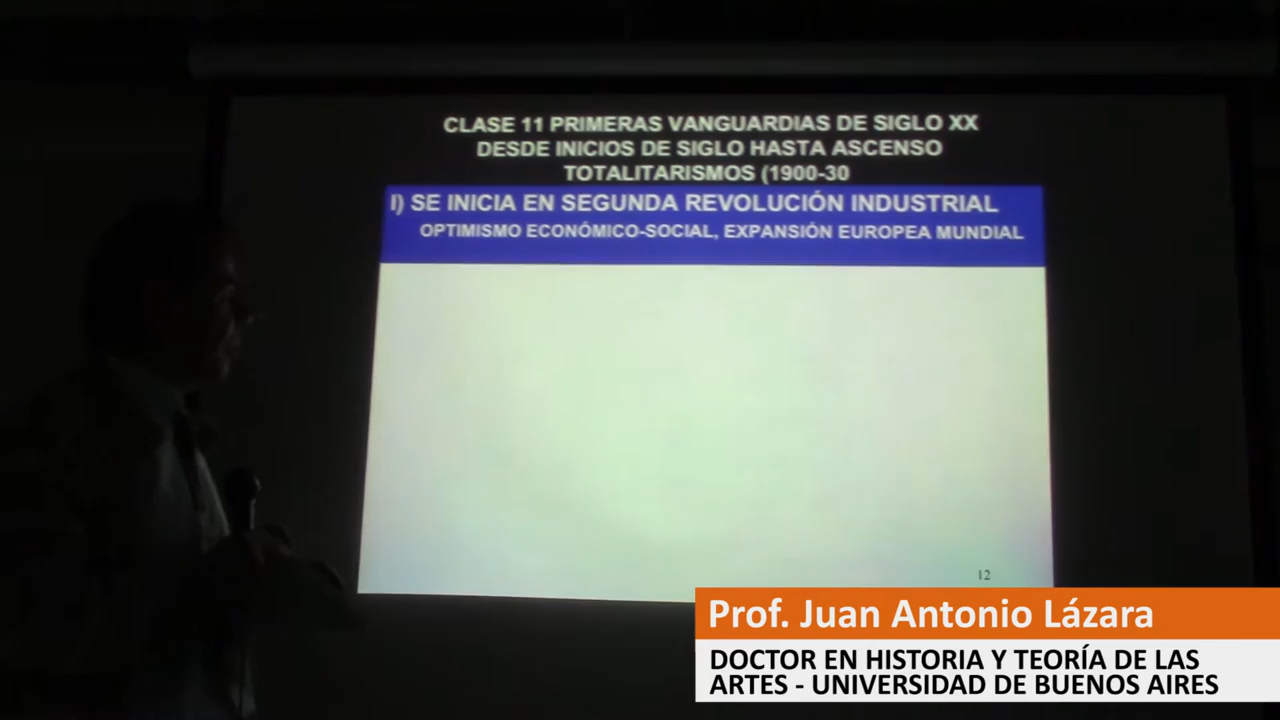 CLASE 11 PRIMERAS VANGUARDIAS DE SIGLO XX
DESDE INICIOS DE SIGLO HASTA ASCENSO
TOTALITARISMOS (1900-30
I) SE INICIA EN SEGUNDA REVOLUCIÓN INDUSTRIAL
OPTIMISMO ECONÓMICO-SOCIAL, EXPANSIÓN EUROPEA MUNDIAL
12
Prof. Juan Antonio Lázara
DOCTOR EN HISTORIA Y TEORÍA DE LAS
ARTES - UNIVERSIDAD DE BUENOS AIRES